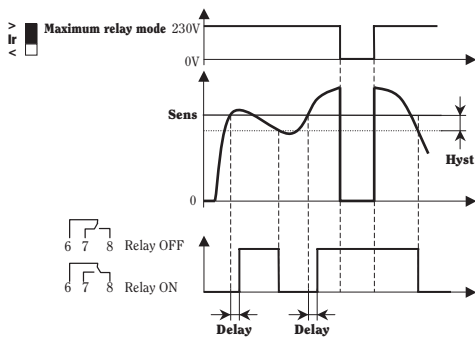 >
Ir
<
Maximum relay mode
230V
0V
Sens
Hyst
0
6 7 8 Relay OFF
6 7 8 Relay ON
Delay Delay